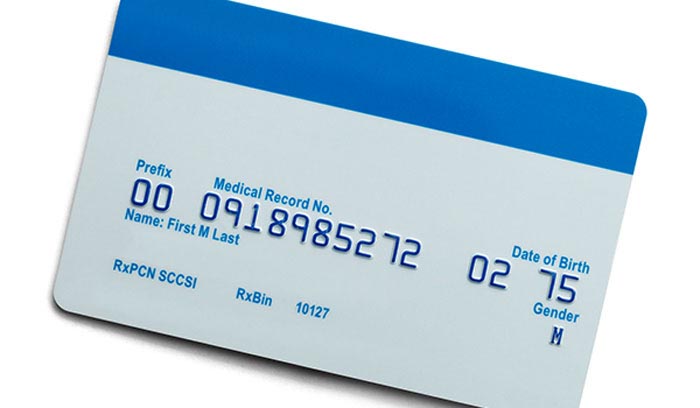 Prefix Medical Record No.
00 0918985272
Name: First M Last
Date of Birth
02 75
Gender
M
RxPCN SCCSI RxBin 10127